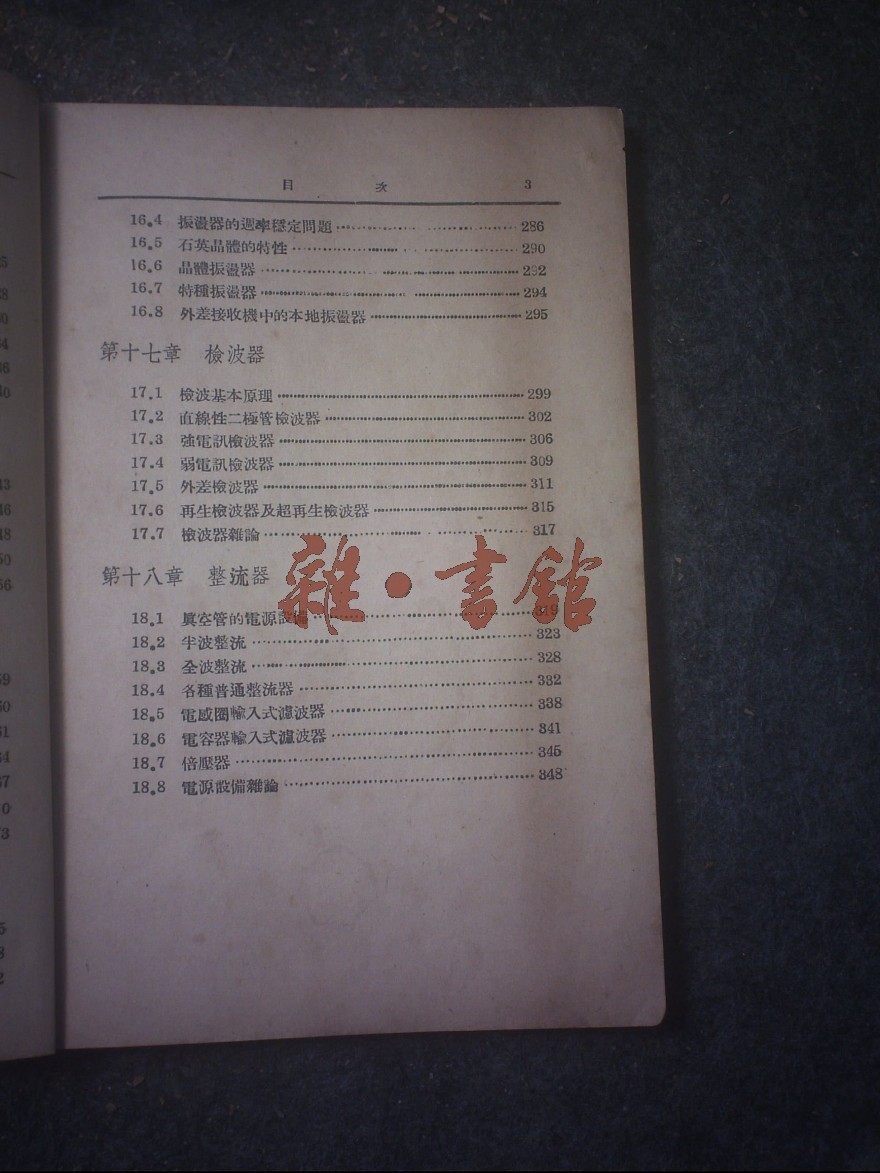 目 次 3
16.4 振盪器的週率穩定問題 286
16.5 石英晶體的特性 290
16.6 晶體振盪器 292
16.7 特種振盪器 294
16.8 外差接收機中的本地振盪器 295
第十七章 檢波器
17.1 檢波基本原理 299
17.2 直線性二極管檢波器 302
17.3 強電訊檢波器 306
17.4 弱電訊檢波器 309
17.5 外差檢波器 311
17.6 再生檢波器及超再生檢波器 315
17.7 檢波器雜論 317
第十八章 整流器
雜·書館
18.1 眞空管的電源設備 319
18.2 半波整流 323
18.3 全波整流 328
18.4 各種普通整流器 332
18.5 電感圈輸入式濾波器 338
18.6 電容器輸入式濾波器 341
18.7 倍壓器 345
18.8 電源設備雜論 348